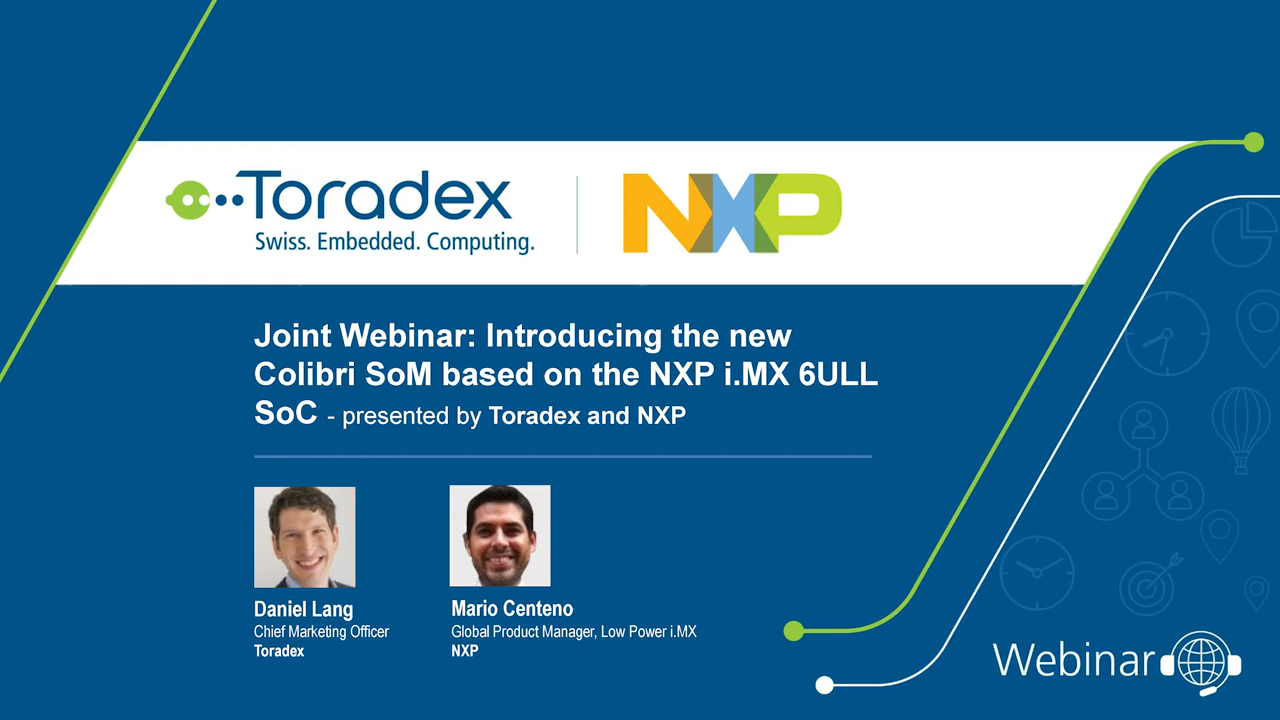 Toradex
Swiss. Embedded. Computing.
NXP
Joint Webinar: Introducing the new
Colibri SoM based on the NXP i.MX 6ULL
SoC - presented by Toradex and NXP
Daniel Lang
Chief Marketing Officer
Toradex
Mario Centeno
Global Product Manager, Low Power i.MX
NXP
Webinar